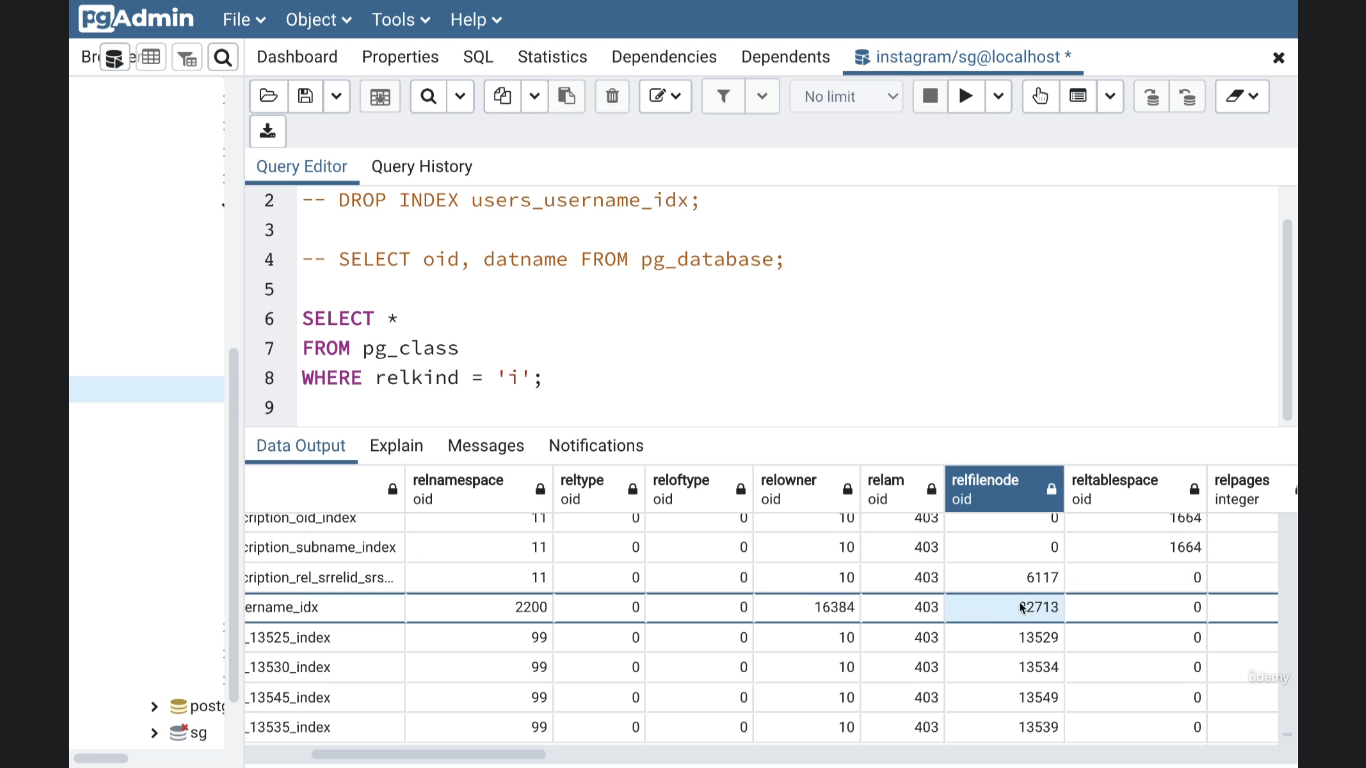 pgAdmin File Object Tools Help
Dashboard Properties SQL Statistics Dependencies Dependents instagram/sg@localhost *
No limit
Query Editor Query History
2 -- DROP INDEX users_username_idx;
3
4 -- SELECT oid, datname FROM pg_database;
5
6 SELECT *
7 FROM pg_class
8 WHERE relkind = 'i';
9
Data Output Explain Messages Notifications
relnamespace reltype reloftype relowner relam relfilenode reltablespace relpages
oid oid oid oid oid oid oid integer
cription_oid_index 11 0 0 10 403 0 1664
cription_subname_index 11 0 0 10 403 0 1664
cription_rel_srrelid_srs... 11 0 0 10 403 6117 0
ername_idx 2200 0 0 16384 403 0
_13525_index 99 0 0 10 403 13529 0
_13530_index 99 0 0 10 403 13534 0
_13545_index 99 0 0 10 403 13549 0
_13535_index 99 0 0 10 403 13539 0
sg
udemy